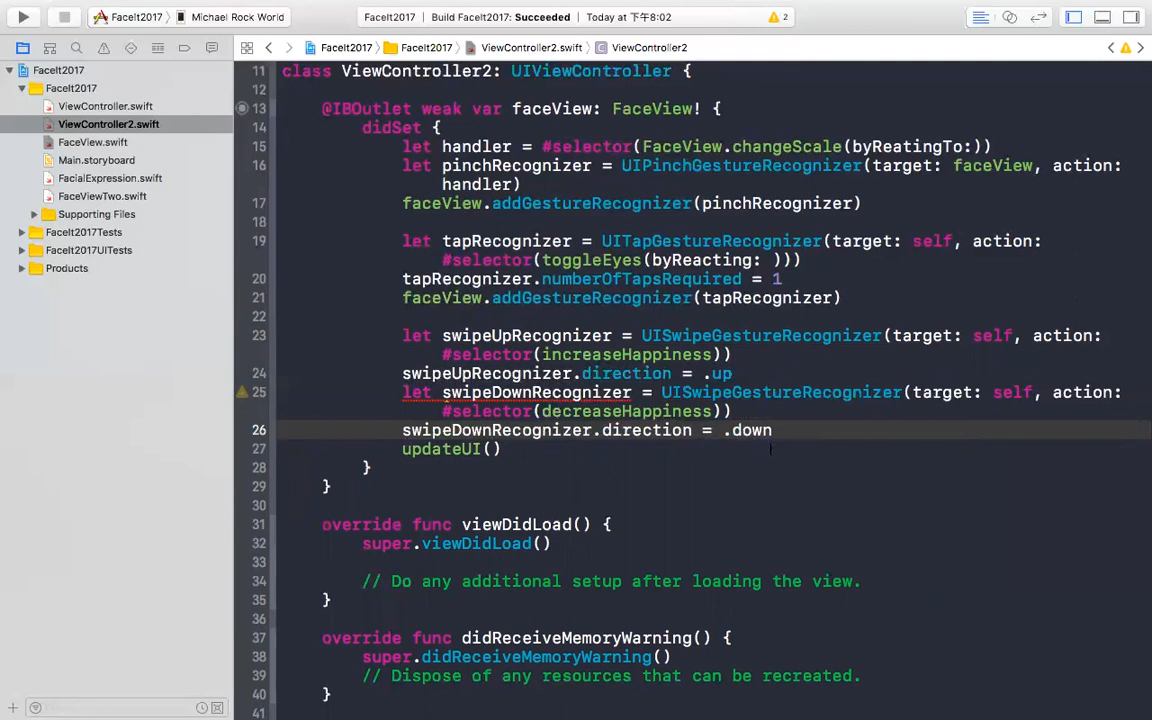 FaceIt2017 Michael Rock World
FaceIt2017 | Build FaceIt2017: Succeeded | Today at 下午8:02
2
FaceIt2017 FaceIt2017 ViewController2.swift C ViewController2
FaceIt2017
FaceIt2017
ViewController.swift
ViewController2.swift
FaceView.swift
Main.storyboard
FacialExpression.swift
FaceViewTwo.swift
Supporting Files
FaceIt2017Tests
FaceIt2017UITests
Products
11 class ViewController2: UIViewController {
12
13 @IBOutlet weak var faceView: FaceView! {
14 didSet {
15 let handler = #selector(FaceView.changeScale(byReatingTo:))
16 let pinchRecognizer = UIPinchGestureRecognizer(target: faceView, action:
handler)
17 faceView.addGestureRecognizer(pinchRecognizer)
18
19 let tapRecognizer = UITapGestureRecognizer(target: self, action:
#selector(toggleEyes(byReacting: )))
20 tapRecognizer.numberOfTapsRequired = 1
21 faceView.addGestureRecognizer(tapRecognizer)
22
23 let swipeUpRecognizer = UISwipeGestureRecognizer(target: self, action:
#selector(increaseHappiness))
24 swipeUpRecognizer.direction = .up
25 let swipeDownRecognizer = UISwipeGestureRecognizer(target: self, action:
#selector(decreaseHappiness))
26 swipeDownRecognizer.direction = .down
27 updateUI()
28 }
29 }
30
31 override func viewDidLoad() {
32 super.viewDidLoad()
33
34 // Do any additional setup after loading the view.
35 }
36
37 override func didReceiveMemoryWarning() {
38 super.didReceiveMemoryWarning()
39 // Dispose of any resources that can be recreated.
40 }
41